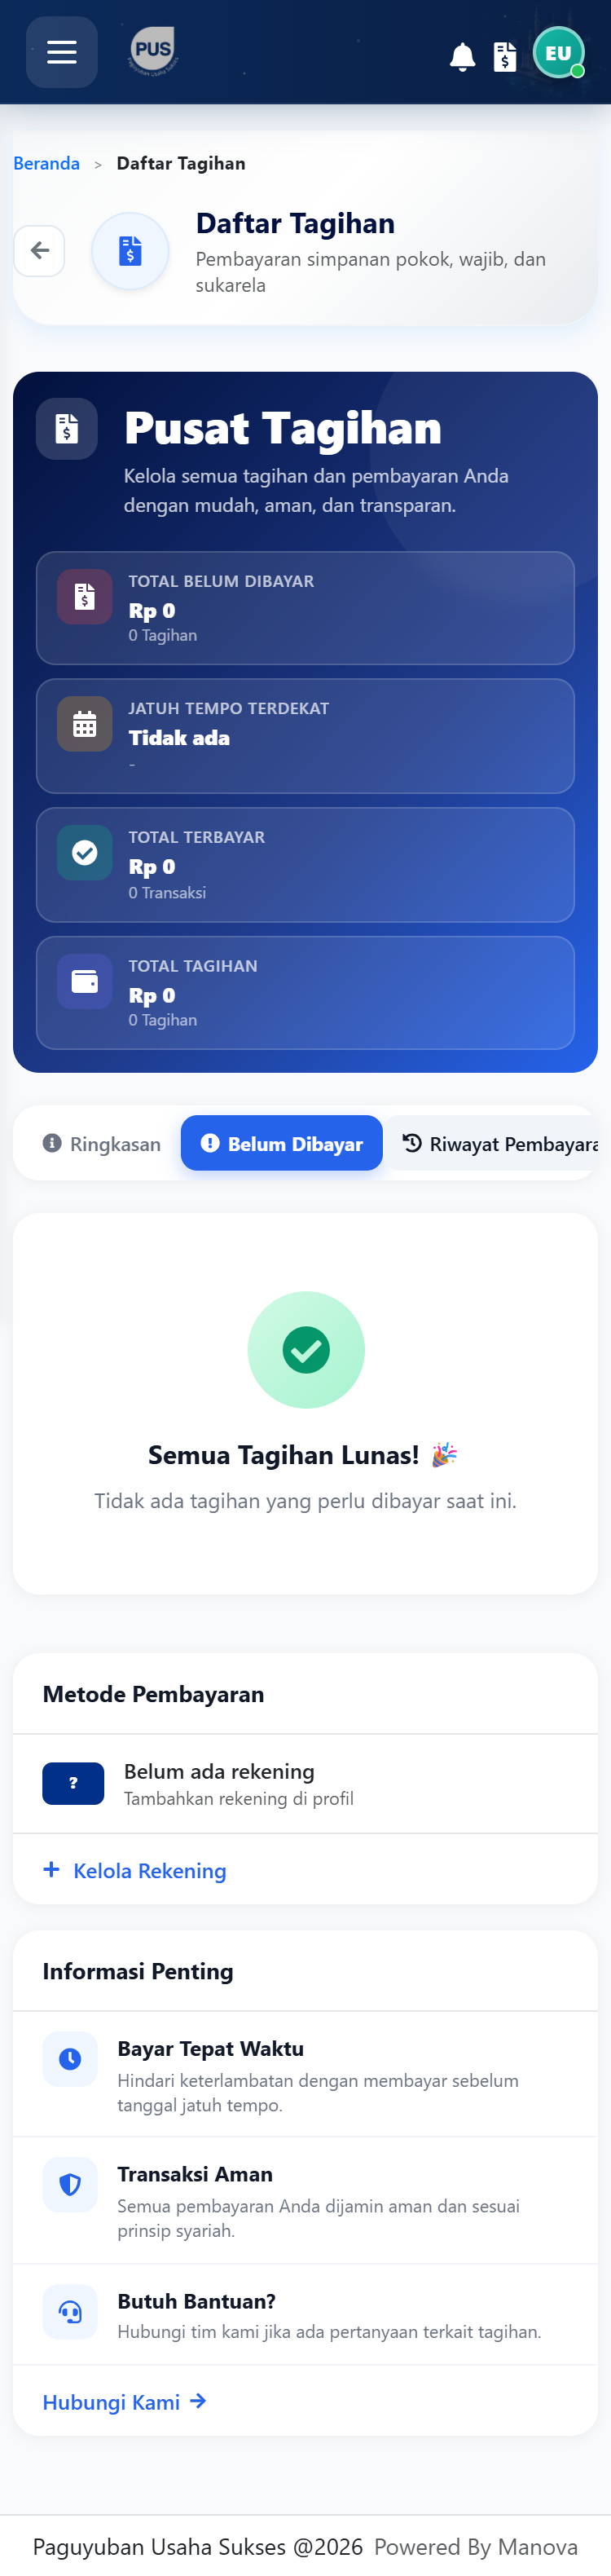 PUS
Paguyuban Usaha Sukses
EU
Beranda > Daftar Tagihan
Daftar Tagihan
Pembayaran simpanan pokok, wajib, dan
sukarela
Pusat Tagihan
Kelola semua tagihan dan pembayaran Anda
dengan mudah, aman, dan transparan.
TOTAL BELUM DIBAYAR
Rp 0
0 Tagihan
JATUH TEMPO TERDEKAT
Tidak ada
-
TOTAL TERBAYAR
Rp 0
0 Transaksi
TOTAL TAGIHAN
Rp 0
0 Tagihan
Ringkasan Belum Dibayar Riwayat Pembayara
Semua Tagihan Lunas! 🎉
Tidak ada tagihan yang perlu dibayar saat ini.
Metode Pembayaran
?
Belum ada rekening
Tambahkan rekening di profil
+ Kelola Rekening
Informasi Penting
Bayar Tepat Waktu
Hindari keterlambatan dengan membayar sebelum
tanggal jatuh tempo.
Transaksi Aman
Semua pembayaran Anda dijamin aman dan sesuai
prinsip syariah.
Butuh Bantuan?
Hubungi tim kami jika ada pertanyaan terkait tagihan.
Hubungi Kami →
Paguyuban Usaha Sukses @2026 Powered By Manova